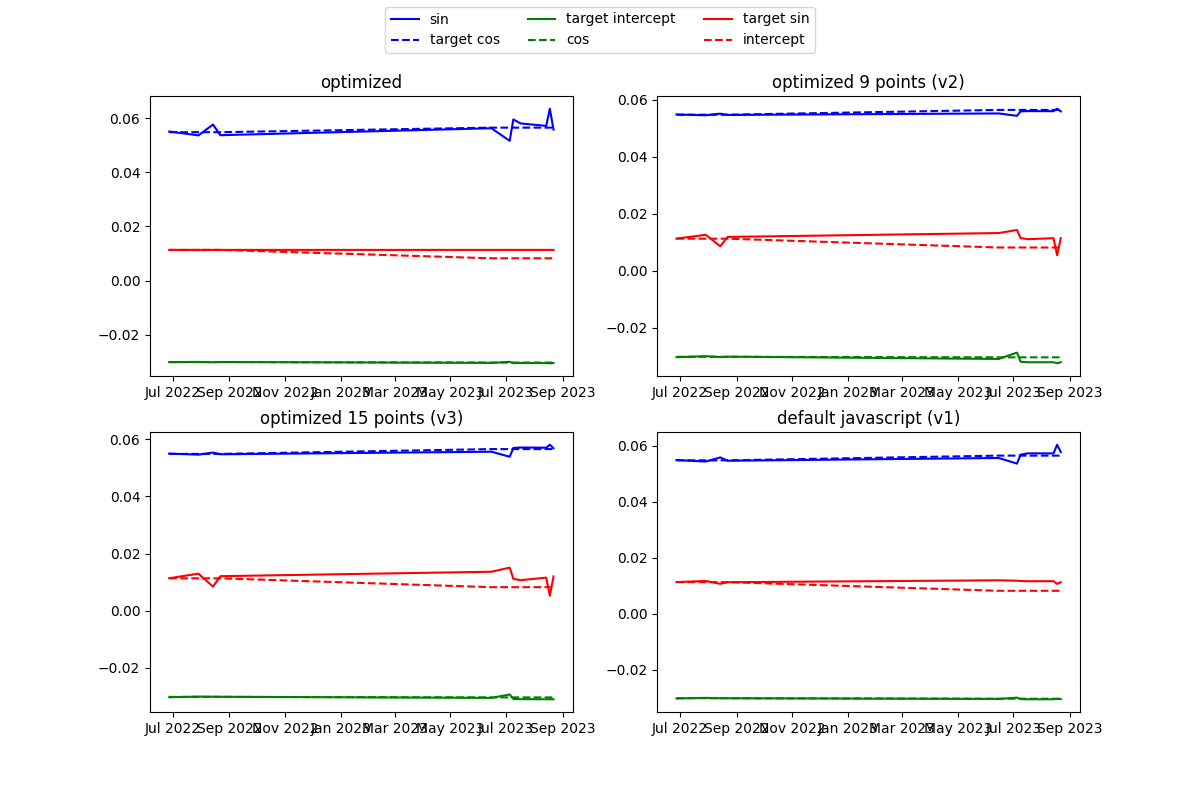 sin target intercept target sin
target cos cos intercept
optimized
0.06
0.04
0.02
0.00
−0.02
Jul 2022 Sep 2022 Nov 2022 Jan 2023 Mar 2023 May 2023 Jul 2023 Sep 2023
optimized 9 points (v2)
0.06
0.04
0.02
0.00
−0.02
Jul 2022 Sep 2022 Nov 2022 Jan 2023 Mar 2023 May 2023 Jul 2023 Sep 2023
optimized 15 points (v3)
0.06
0.04
0.02
0.00
−0.02
Jul 2022 Sep 2022 Nov 2022 Jan 2023 Mar 2023 May 2023 Jul 2023 Sep 2023
default javascript (v1)
0.06
0.04
0.02
0.00
−0.02
Jul 2022 Sep 2022 Nov 2022 Jan 2023 Mar 2023 May 2023 Jul 2023 Sep 2023